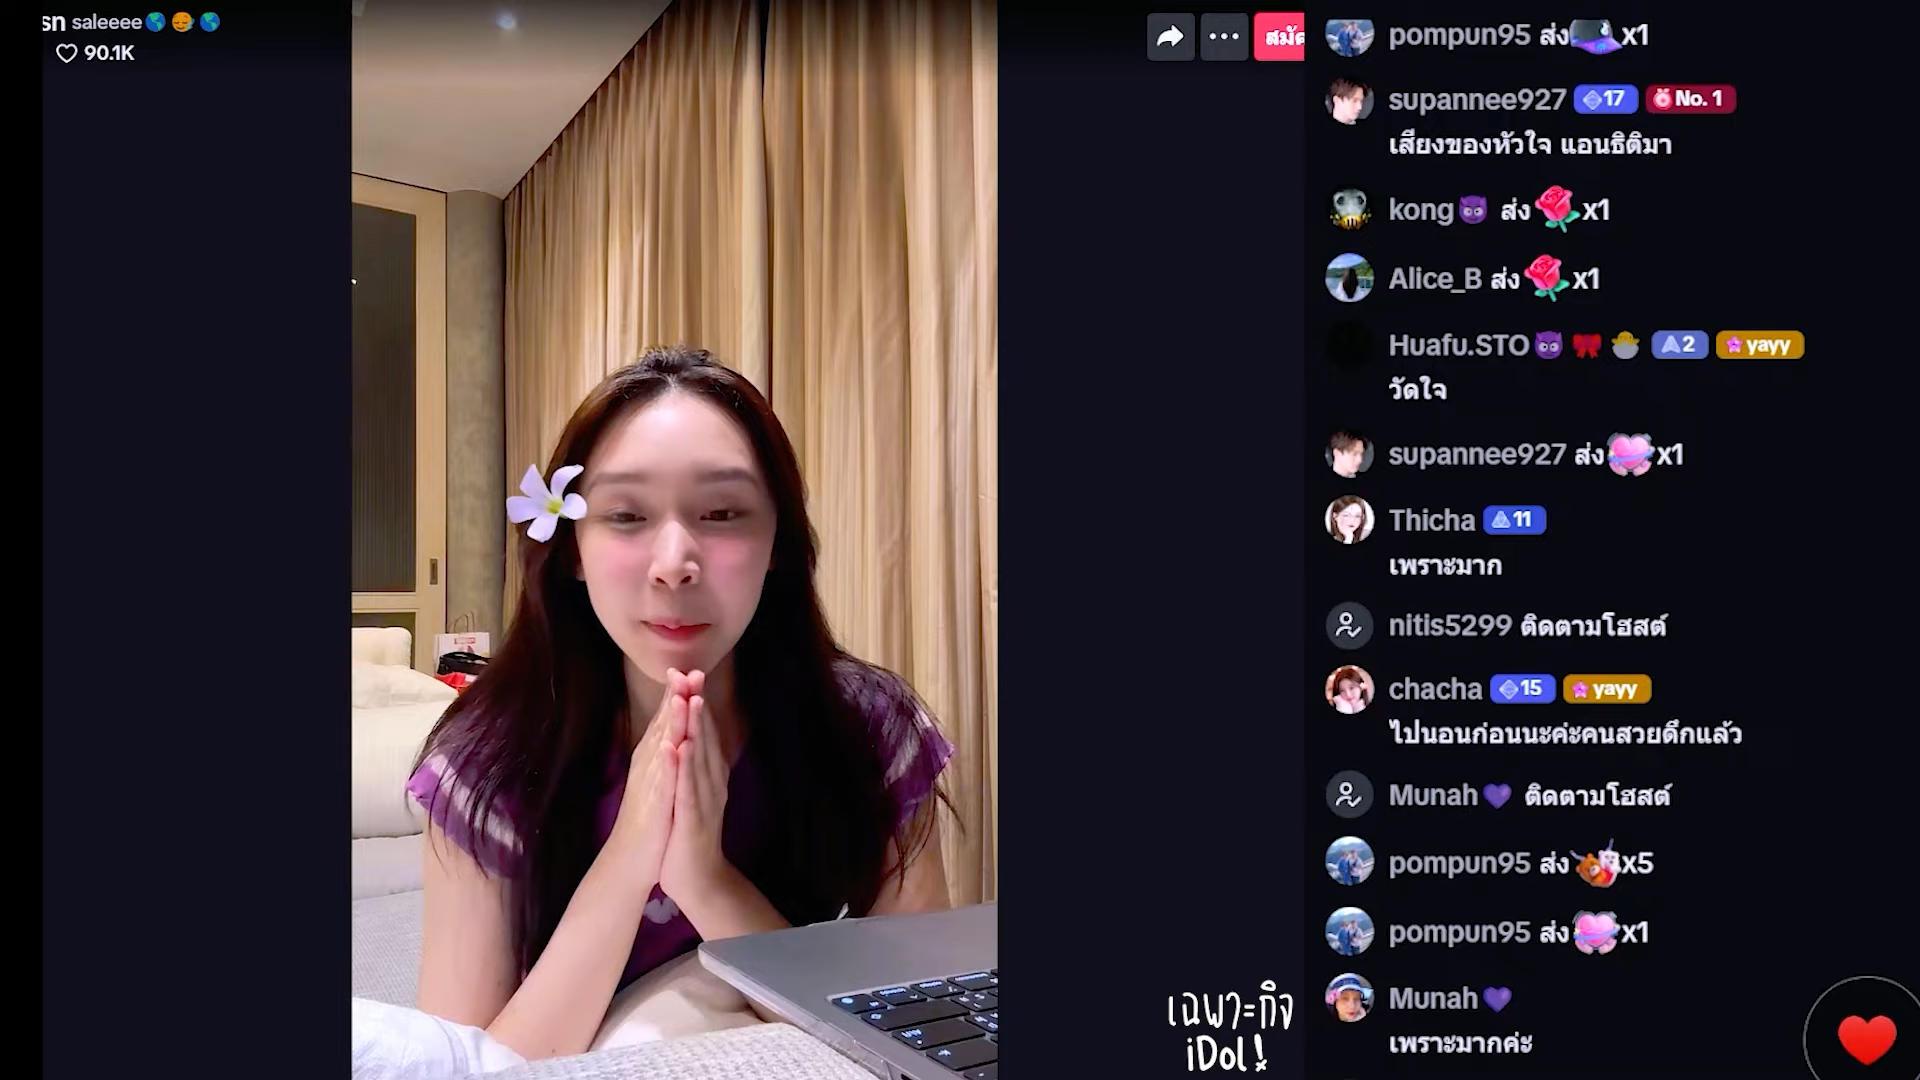 sn saleeee
90.1K
สมัค
pompun95 ส่ง x1
supannee927 17 No. 1
เสียงของหัวใจ แอนธิติมา
kong ส่ง x1
Alice_B ส่ง x1
Huafu.STO 2 yayy
วัดใจ
supannee927 ส่ง x1
Thicha 11
เพราะมาก
nitis5299 ติดตามโฮสต์
chacha 15 yayy
ไปนอนก่อนนะค่ะคนสวยดึกแล้ว
Munah ติดตามโฮสต์
pompun95 ส่ง x5
pompun95 ส่ง x1
Munah
เพราะมากค่ะ
เฉพาะกิจ
iDol!